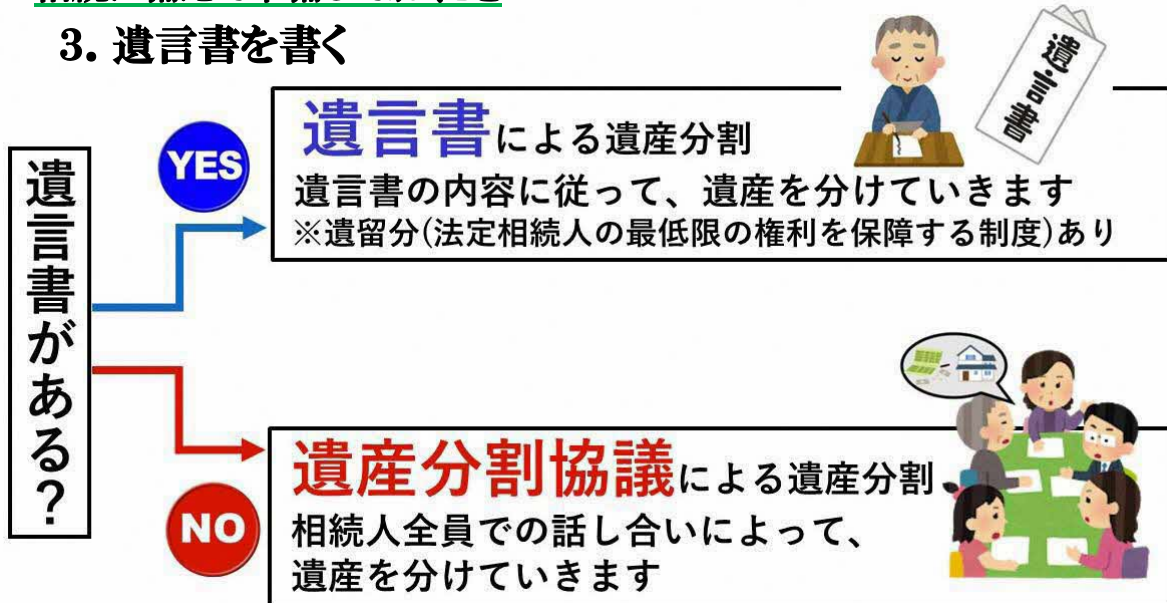 3. 遺言書を書く
遺言書
遺言書がある？
YES
遺言書による遺産分割
遺言書の内容に従って、遺産を分けていきます
※遺留分(法定相続人の最低限の権利を保障する制度)あり
NO
遺産分割協議による遺産分割
相続人全員での話し合いによって、
遺産を分けていきます